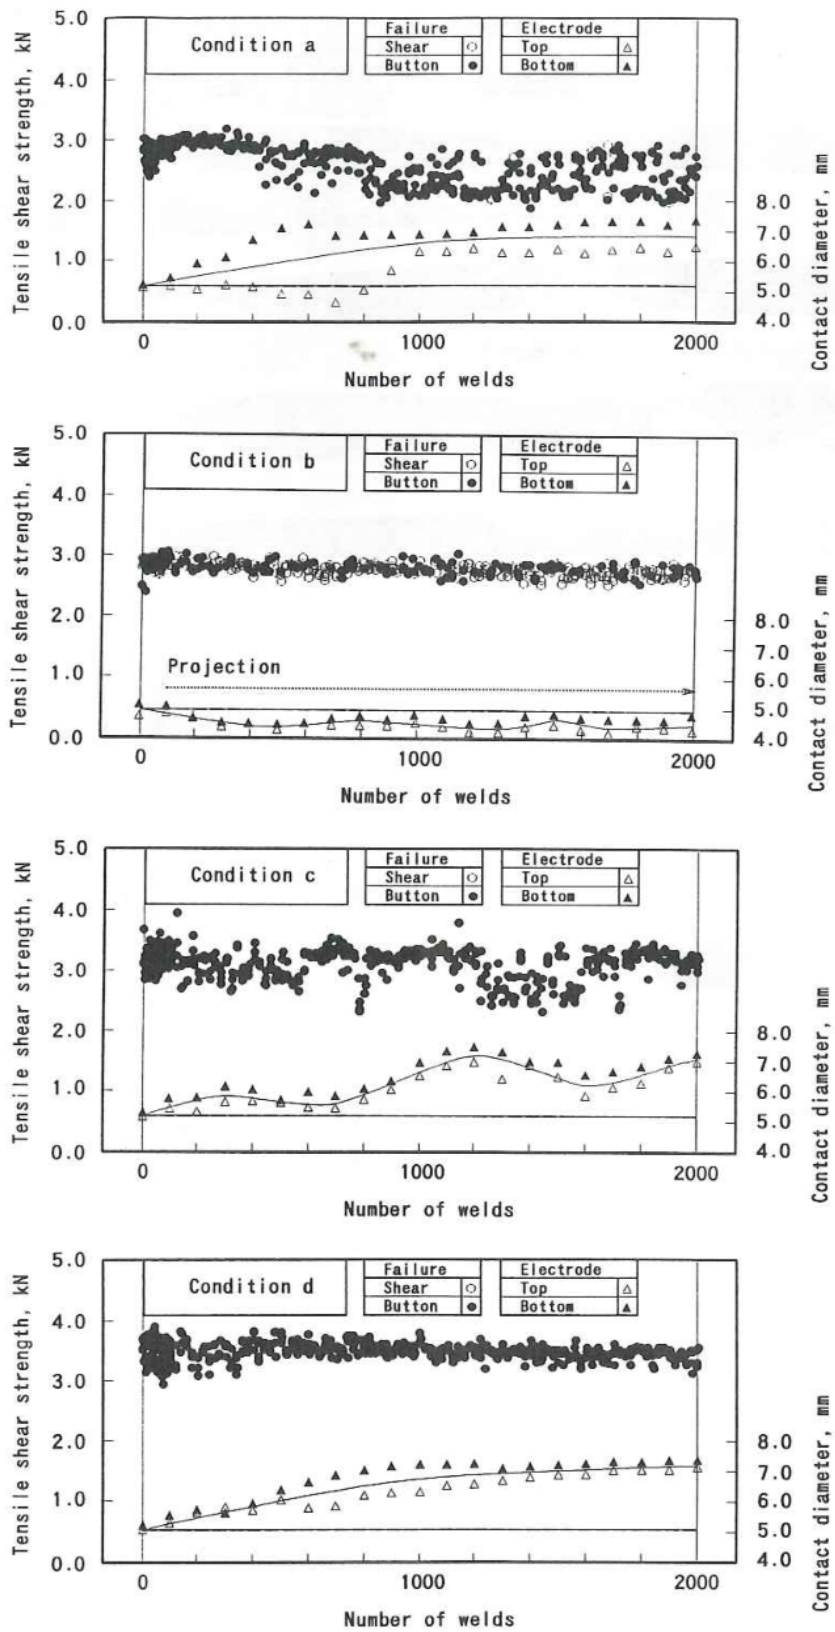 Tensile shear strength, kN
5.0
4.0
3.0
2.0
1.0
0.0
Condition a
Failure
Shear ○
Button ●
Electrode
Top △
Bottom ▲
8.0
7.0
6.0
5.0
4.0
Contact diameter, mm
0 1000 2000
Number of welds
Tensile shear strength, kN
5.0
4.0
3.0
2.0
1.0
0.0
Condition b
Failure
Shear ○
Button ●
Electrode
Top △
Bottom ▲
Projection
8.0
7.0
6.0
5.0
4.0
Contact diameter, mm
0 1000 2000
Number of welds
Tensile shear strength, kN
5.0
4.0
3.0
2.0
1.0
0.0
Condition c
Failure
Shear ○
Button ●
Electrode
Top △
Bottom ▲
8.0
7.0
6.0
5.0
4.0
Contact diameter, mm
0 1000 2000
Number of welds
Tensile shear strength, kN
5.0
4.0
3.0
2.0
1.0
0.0
Condition d
Failure
Shear ○
Button ●
Electrode
Top △
Bottom ▲
8.0
7.0
6.0
5.0
4.0
Contact diameter, mm
0 1000 2000
Number of welds